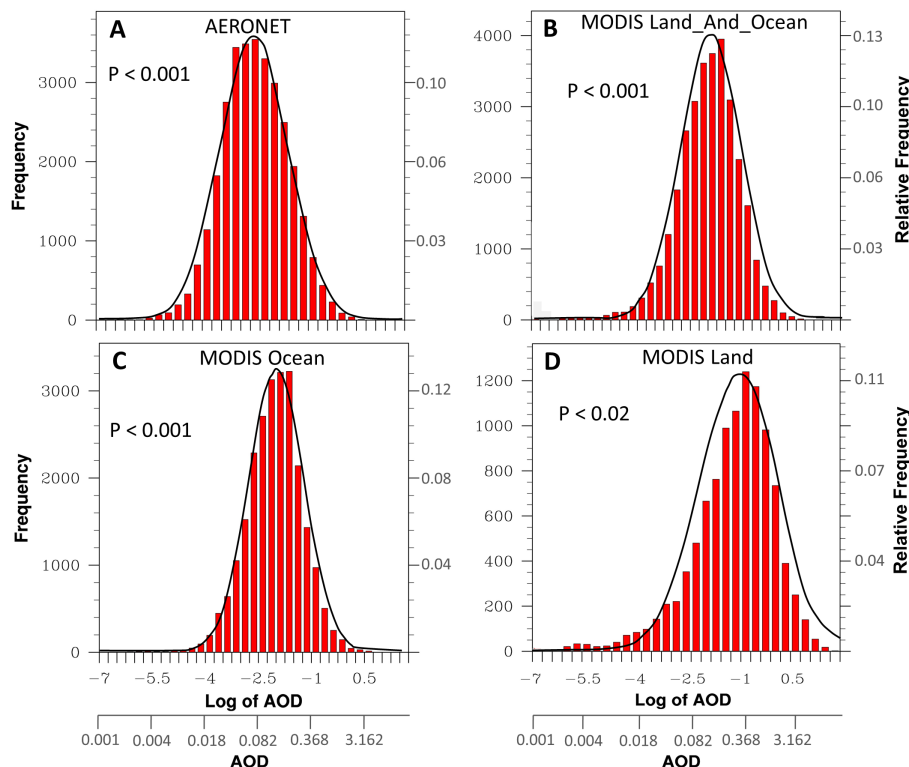 A AERONET
P < 0.001
3000
2000
1000
0
0.10
0.06
0.03
Frequency
B MODIS Land_And_Ocean
P < 0.001
4000
3000
2000
1000
0
0.13
0.10
0.06
0.03
Relative Frequency
C MODIS Ocean
P < 0.001
3000
2000
1000
0
0.12
0.08
0.04
Frequency
−7 −5.5 −4 −2.5 −1 0.5
Log of AOD
0.001 0.004 0.018 0.082 0.368 3.162
AOD
D MODIS Land
P < 0.02
1200
1000
800
600
400
200
0
0.11
0.07
0.04
Relative Frequency
−7 −5.5 −4 −2.5 −1 0.5
Log of AOD
0.001 0.004 0.018 0.082 0.368 3.162
AOD